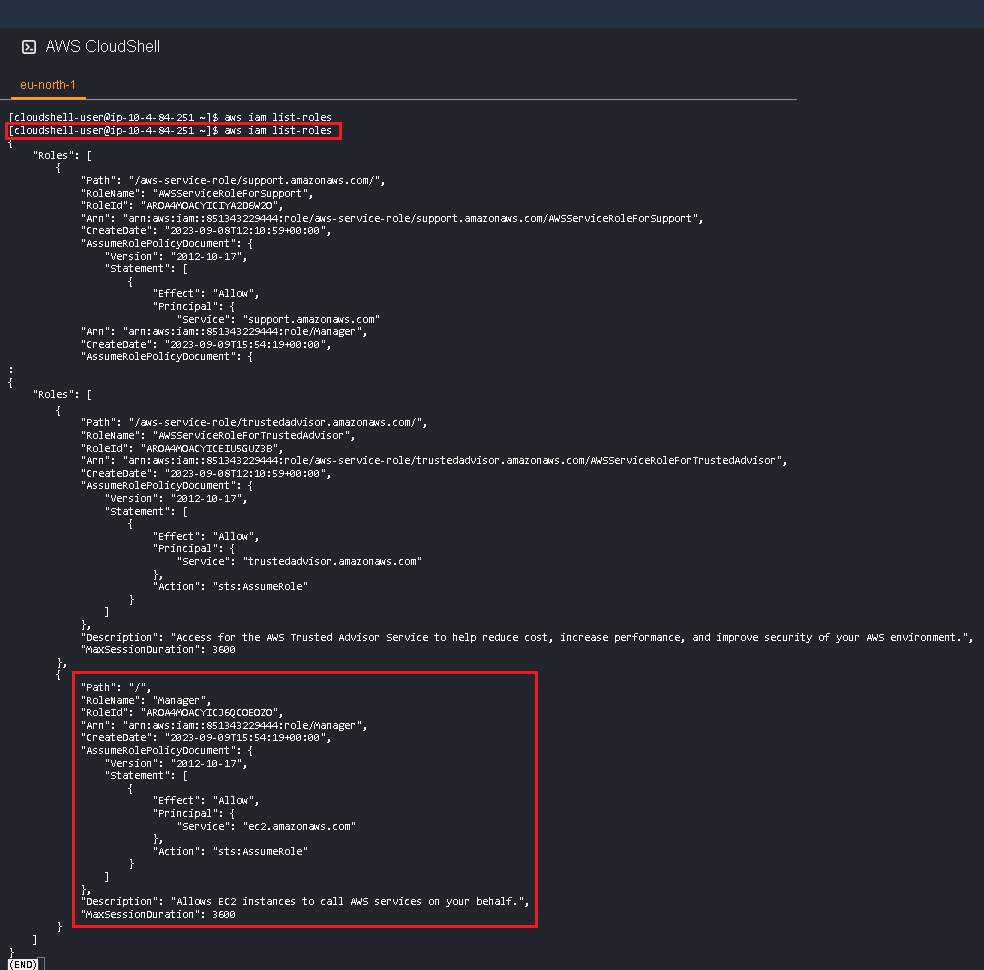 AWS CloudShell
eu-north-1
[cloudshell-user@ip-10-4-84-251 ~]$ aws iam list-roles
[cloudshell-user@ip-10-4-84-251 ~]$ aws iam list-roles
{
    "Roles": [
        {
            "Path": "/aws-service-role/support.amazonaws.com/",
            "RoleName": "AWSServiceRoleForSupport",
            "RoleId": "AROA4MOACYICIYA2D6W2O",
            "Arn": "arn:aws:iam::851343229444:role/aws-service-role/support.amazonaws.com/AWSServiceRoleForSupport",
            "CreateDate": "2023-09-08T12:10:59+00:00",
            "AssumeRolePolicyDocument": {
                "Version": "2012-10-17",
                "Statement": [
                    {
                        "Effect": "Allow",
                        "Principal": {
                            "Service": "support.amazonaws.com"
            "Arn": "arn:aws:iam::851343229444:role/Manager",
            "CreateDate": "2023-09-09T15:54:19+00:00",
            "AssumeRolePolicyDocument": {
:
{
    "Roles": [
        {
            "Path": "/aws-service-role/trustedadvisor.amazonaws.com/",
            "RoleName": "AWSServiceRoleForTrustedAdvisor",
            "RoleId": "AROA4MOACYICEIU5GUZ3B",
            "Arn": "arn:aws:iam::851343229444:role/aws-service-role/trustedadvisor.amazonaws.com/AWSServiceRoleForTrustedAdvisor",
            "CreateDate": "2023-09-08T12:10:59+00:00",
            "AssumeRolePolicyDocument": {
                "Version": "2012-10-17",
                "Statement": [
                    {
                        "Effect": "Allow",
                        "Principal": {
                            "Service": "trustedadvisor.amazonaws.com"
                        },
                        "Action": "sts:AssumeRole"
                    }
                ]
            },
            "Description": "Access for the AWS Trusted Advisor Service to help reduce cost, increase performance, and improve security of your AWS environment.",
            "MaxSessionDuration": 3600
        },
        {
            "Path": "/",
            "RoleName": "Manager",
            "RoleId": "AROA4MOACYICJ6QCOEOZO",
            "Arn": "arn:aws:iam::851343229444:role/Manager",
            "CreateDate": "2023-09-09T15:54:19+00:00",
            "AssumeRolePolicyDocument": {
                "Version": "2012-10-17",
                "Statement": [
                    {
                        "Effect": "Allow",
                        "Principal": {
                            "Service": "ec2.amazonaws.com"
                        },
                        "Action": "sts:AssumeRole"
                    }
                ]
            },
            "Description": "Allows EC2 instances to call AWS services on your behalf.",
            "MaxSessionDuration": 3600
        }
    ]
}
(END)